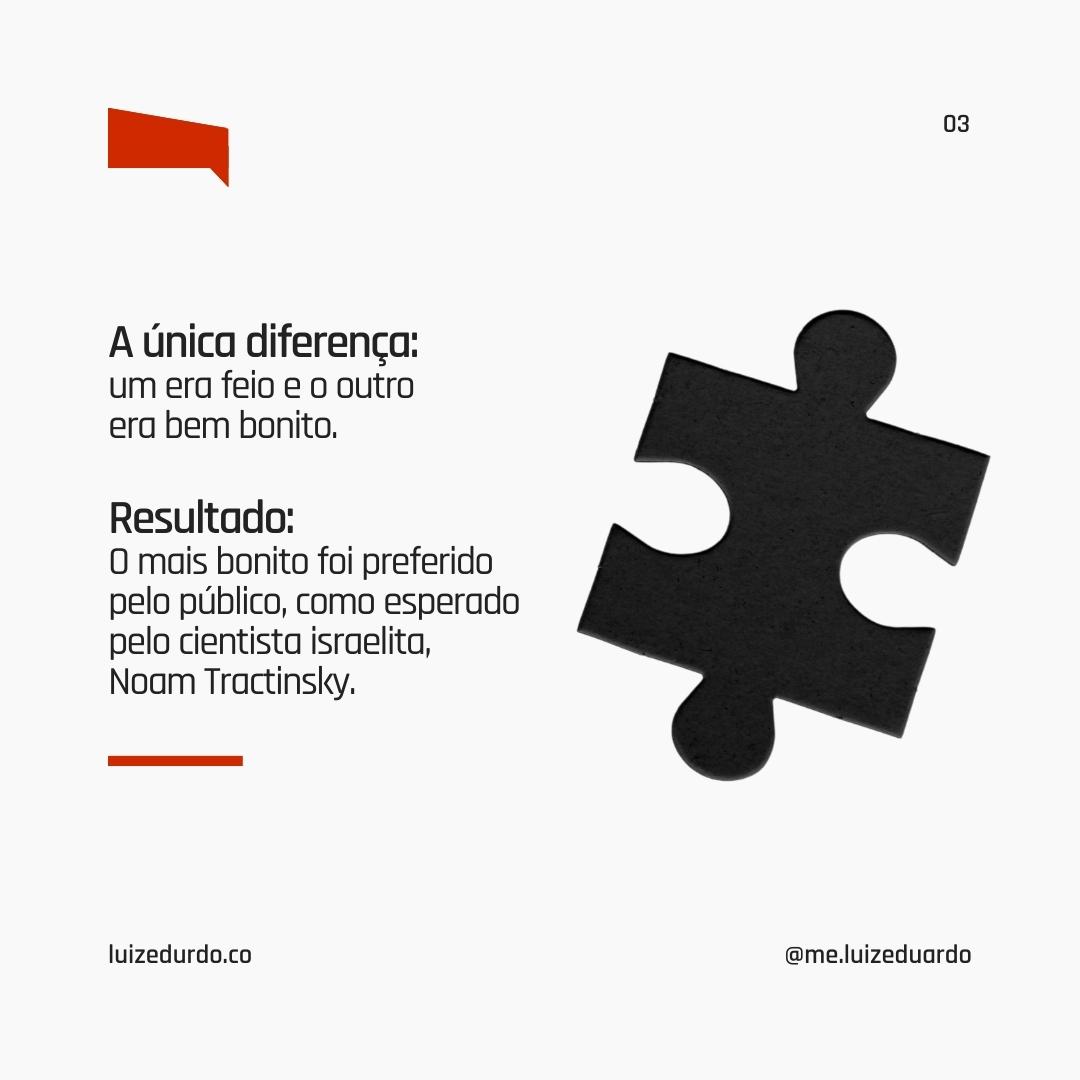 03
A única diferença:
um era feio e o outro
era bem bonito.
Resultado:
O mais bonito foi preferido
pelo público, como esperado
pelo cientista israelita,
Noam Tractinsky.
luizedurdo.co
@me.luizeduardo